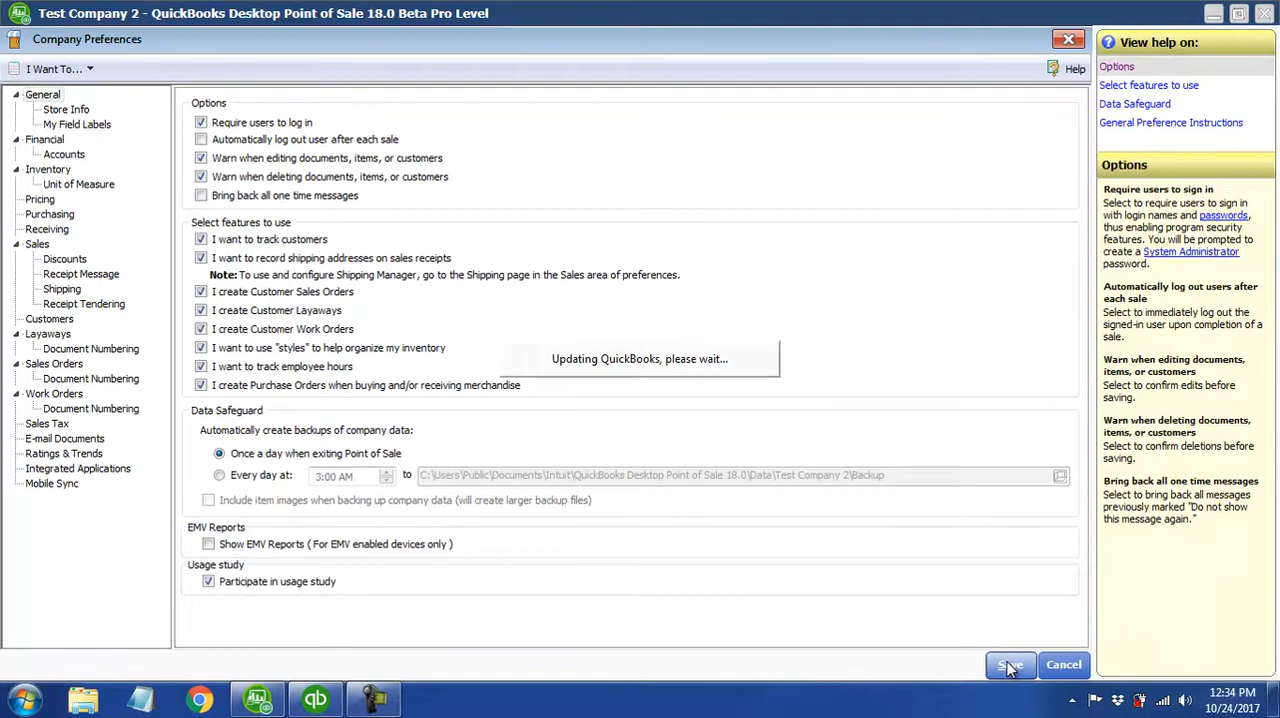 Test Company 2 - QuickBooks Desktop Point of Sale 18.0 Beta Pro Level
Company Preferences
I Want To...
Help
General
Store Info
My Field Labels
Financial
Accounts
Inventory
Unit of Measure
Pricing
Purchasing
Receiving
Sales
Discounts
Receipt Message
Shipping
Receipt Tendering
Customers
Layaways
Document Numbering
Sales Orders
Document Numbering
Work Orders
Document Numbering
Sales Tax
E-mail Documents
Ratings & Trends
Integrated Applications
Mobile Sync
Options
Require users to log in
Automatically log out user after each sale
Warn when editing documents, items, or customers
Warn when deleting documents, items, or customers
Bring back all one time messages
Select features to use
I want to track customers
I want to record shipping addresses on sales receipts
Note: To use and configure Shipping Manager, go to the Shipping page in the Sales area of preferences.
I create Customer Sales Orders
I create Customer Layaways
I create Customer Work Orders
I want to use "styles" to help organize my inventory
I want to track employee hours
I create Purchase Orders when buying and/or receiving merchandise
Updating QuickBooks, please wait...
Data Safeguard
Automatically create backups of company data:
Once a day when exiting Point of Sale
Every day at: 3:00 AM to C:\Users\Public\Documents\Intuit\QuickBooks Desktop Point of Sale 18.0\Data\Test Company 2\Backup
Include item images when backing up company data (will create larger backup files)
EMV Reports
Show EMV Reports ( For EMV enabled devices only )
Usage study
Participate in usage study
Save
Cancel
View help on:
Options
Select features to use
Data Safeguard
General Preference Instructions
Options
Require users to sign in
Select to require users to sign in
with login names and passwords,
thus enabling program security
features. You will be prompted to
create a System Administrator
password.
Automatically log out users after
each sale
Select to immediately log out the
signed-in user upon completion of a
sale.
Warn when editing documents,
items, or customers
Select to confirm edits before
saving.
Warn when deleting documents,
items, or customers
Select to confirm deletions before
saving.
Bring back all one time messages
Select to bring back all messages
previously marked "Do not show
this message again."
qb
12:34 PM
10/24/2017